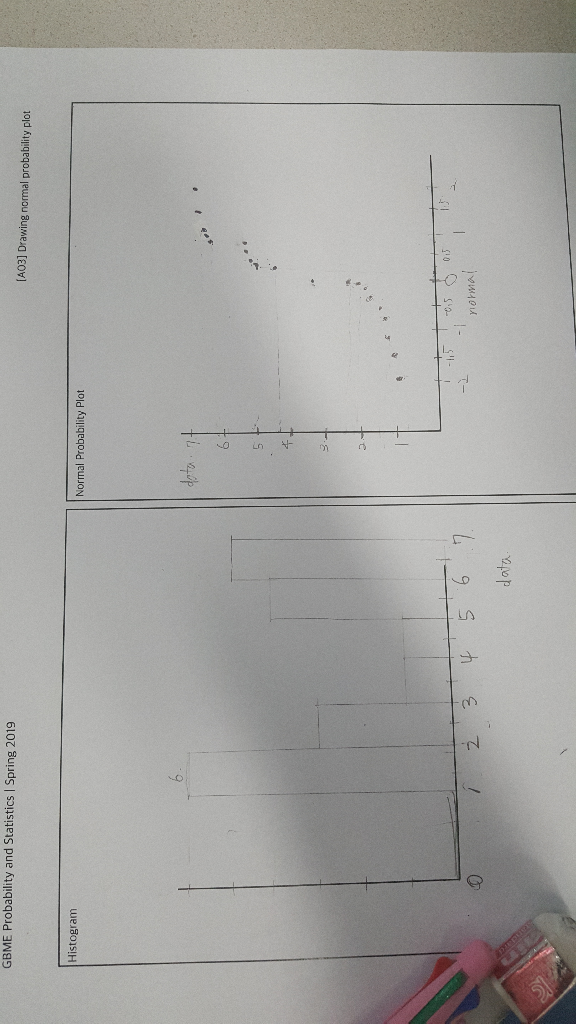 GBME Probability and Statistics | Spring 2019
[A03] Drawing normal probability plot
Histogram
6
0 1 2 3 4 5 6 7
data
Normal Probability Plot
data
7
6
5
4
3
2
1
-2 -1.5 -1 -0.5 0 0.5 1 1.5 2
normal